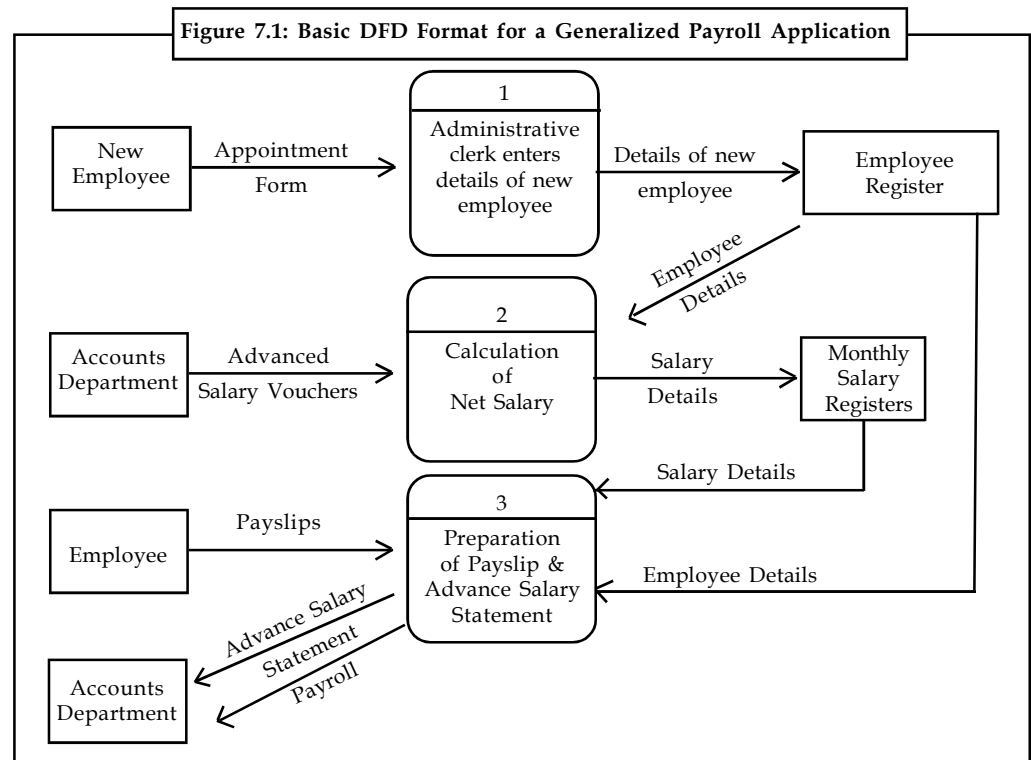 Figure 7.1: Basic DFD Format for a Generalized Payroll Application
1
New
Employee
Appointment
Form
Administrative
clerk enters
details of new
employee
Details of new
employee
Employee
Register
Employee
Details
2
Accounts
Department
Advanced
Salary Vouchers
Calculation
of
Net Salary
Salary
Details
Monthly
Salary
Registers
Salary Details
3
Employee
Payslips
Preparation
of Payslip &
Advance Salary
Statement
Employee Details
Advance Salary
Statement
Payroll
Accounts
Department